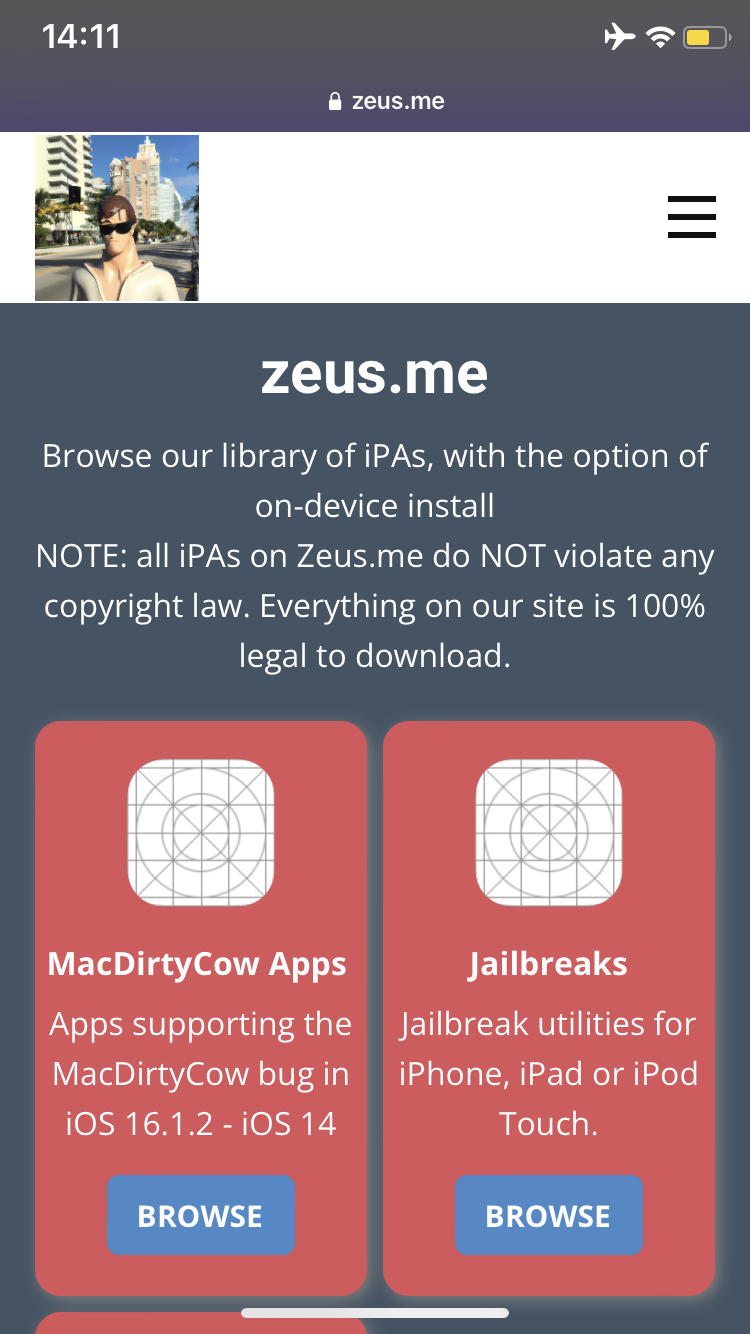 14:11
zeus.me
zeus.me
Browse our library of iPAs, with the option of
on-device install
NOTE: all iPAs on Zeus.me do NOT violate any
copyright law. Everything on our site is 100%
legal to download.
MacDirtyCow Apps
Apps supporting the
MacDirtyCow bug in
iOS 16.1.2 - iOS 14
BROWSE
Jailbreaks
Jailbreak utilities for
iPhone, iPad or iPod
Touch.
BROWSE